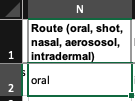 N
1
Route (oral, shot,
nasal, aerososol,
intradermal)
2
oral